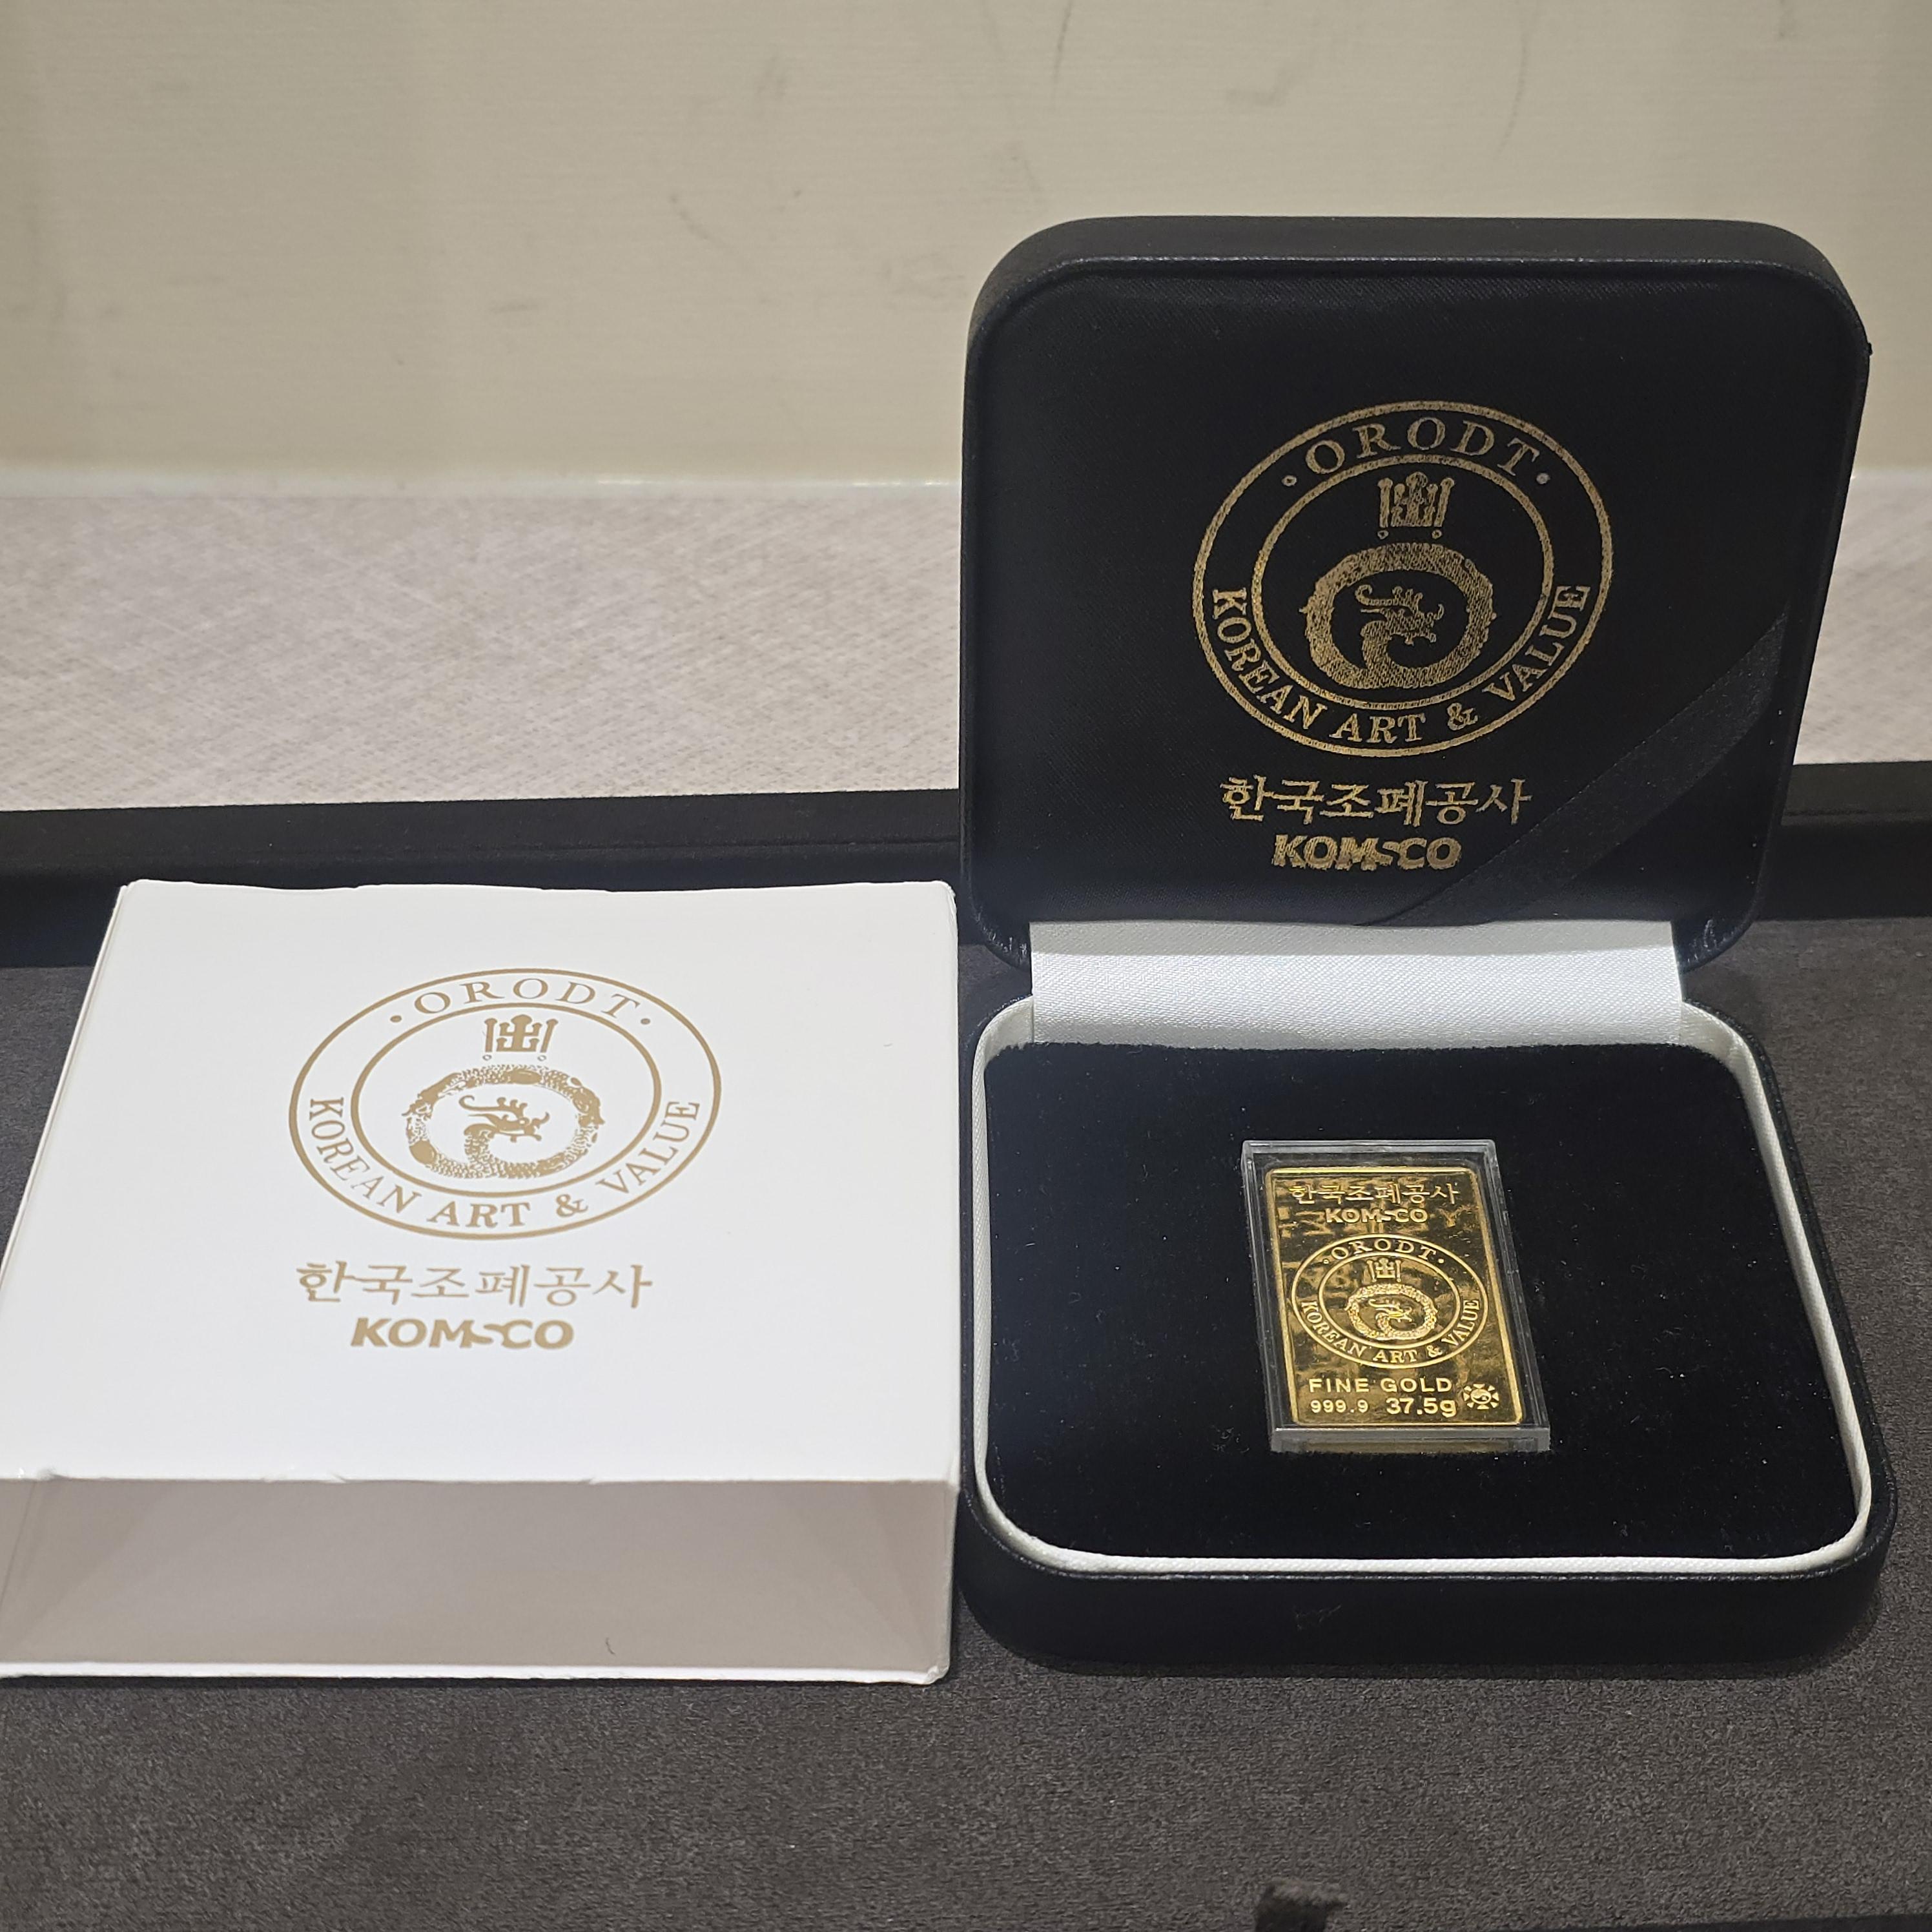 ORODT
KOREAN ART & VALUE
한국조폐공사
KOMSCO
ORODT
KOREAN ART & VALUE
한국조폐공사
KOMSCO
한국조폐공사
KOMSCO
ORODT
KOREAN ART & VALUE
FINE GOLD
999.9 37.5g